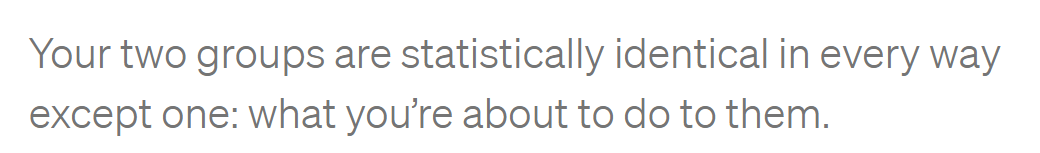 Your two groups are statistically identical in every way
except one: what you’re about to do to them.